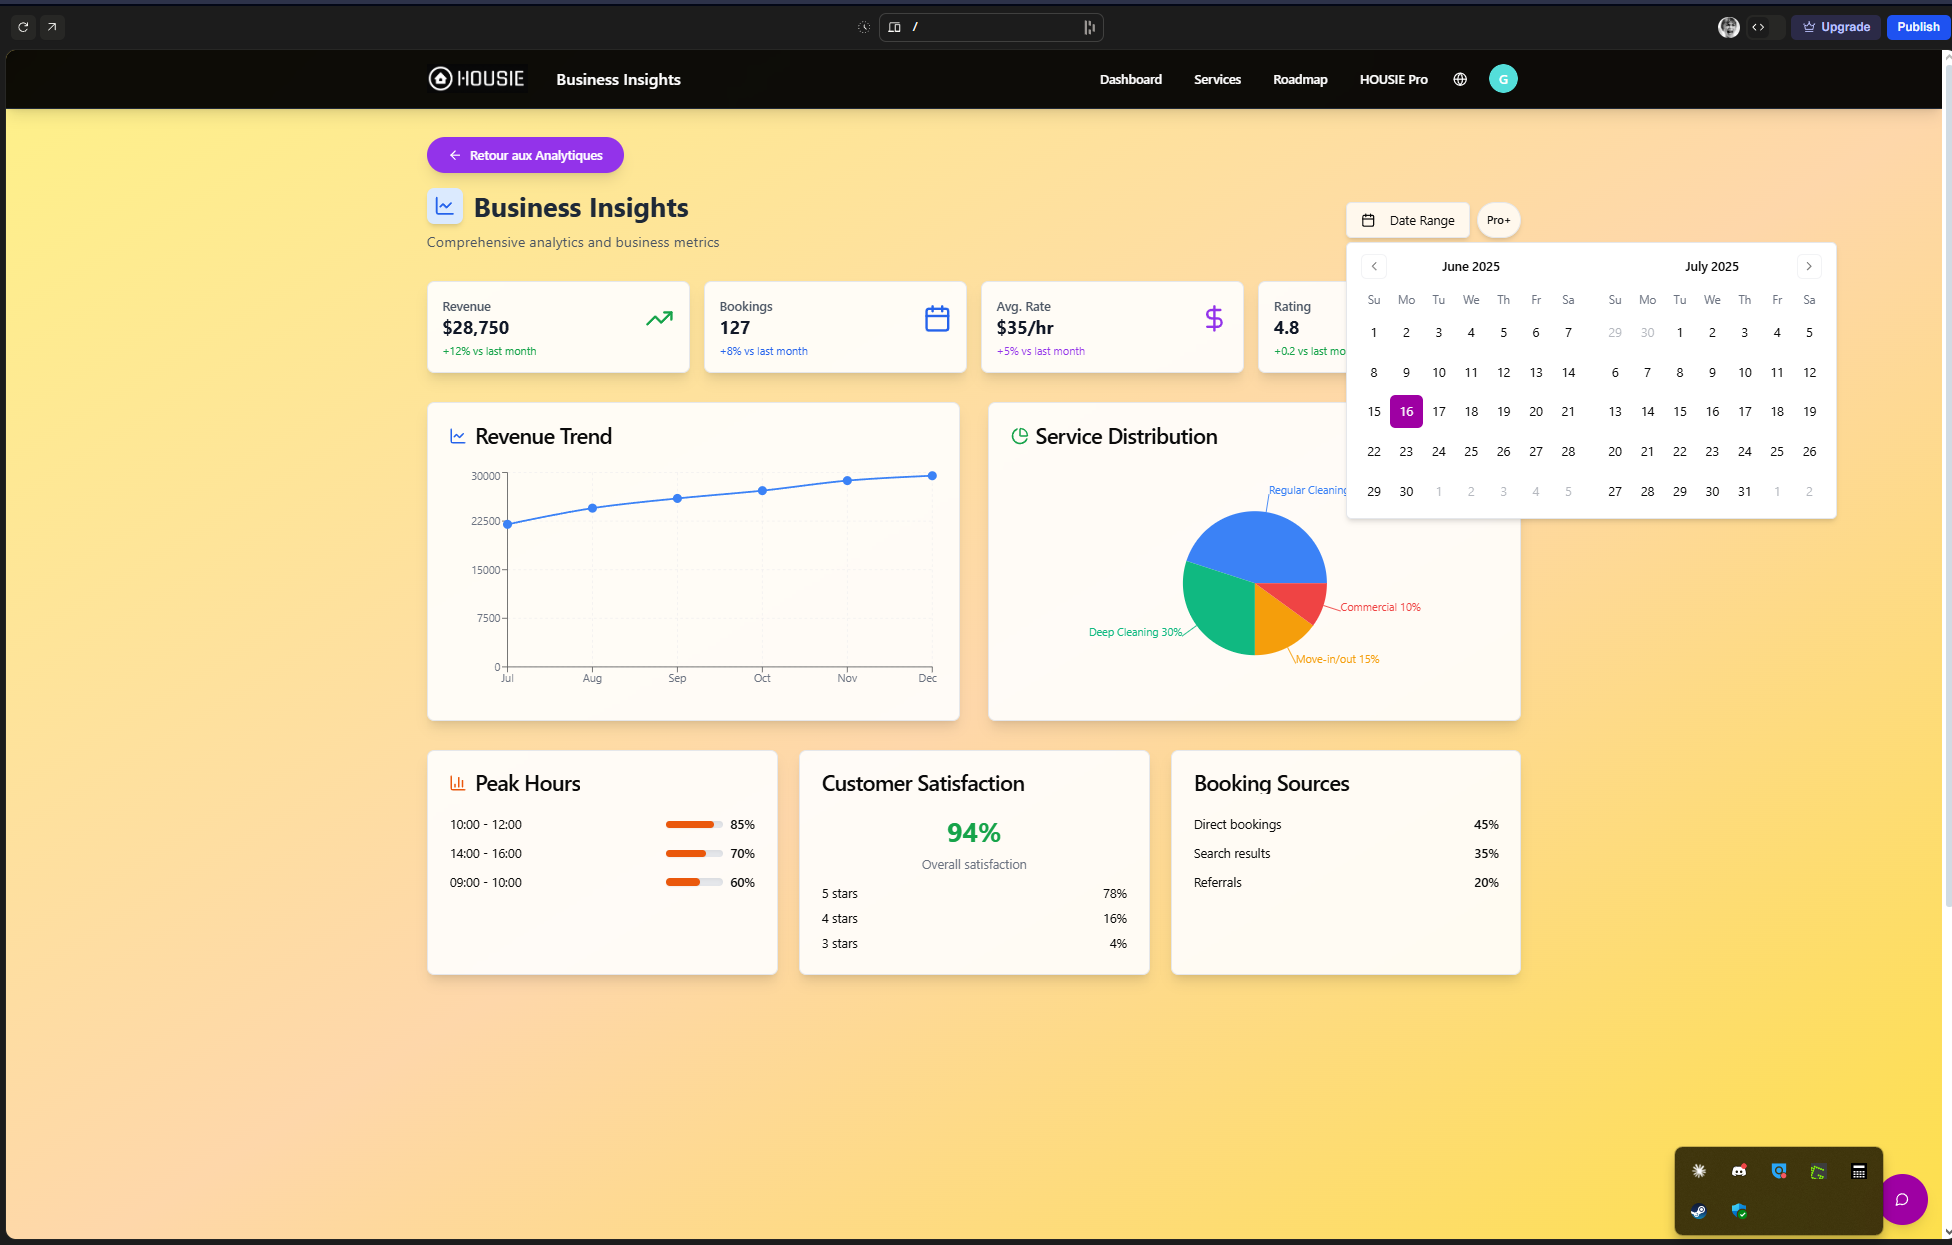 /
Upgrade
Publish
HOUSIE
Business Insights
Dashboard
Services
Roadmap
HOUSIE Pro
G
Retour aux Analytiques
Business Insights
Comprehensive analytics and business metrics
Date Range
Pro+
June 2025
Su Mo Tu We Th Fr Sa
1 2 3 4 5 6 7
8 9 10 11 12 13 14
15 16 17 18 19 20 21
22 23 24 25 26 27 28
29 30 1 2 3 4 5
July 2025
Su Mo Tu We Th Fr Sa
29 30 1 2 3 4 5
6 7 8 9 10 11 12
13 14 15 16 17 18 19
20 21 22 23 24 25 26
27 28 29 30 31 1 2
Revenue
$28,750
+12% vs last month
Bookings
127
+8% vs last month
Avg. Rate
$35/hr
+5% vs last month
Rating
4.8
+0.2 vs last mo
Revenue Trend
30000
22500
15000
7500
0
Jul Aug Sep Oct Nov Dec
Service Distribution
Regular Cleaning
Commercial 10%
Deep Cleaning 30%
Move-in/out 15%
Peak Hours
10:00 - 12:00 85%
14:00 - 16:00 70%
09:00 - 10:00 60%
Customer Satisfaction
94%
Overall satisfaction
5 stars 78%
4 stars 16%
3 stars 4%
Booking Sources
Direct bookings 45%
Search results 35%
Referrals 20%